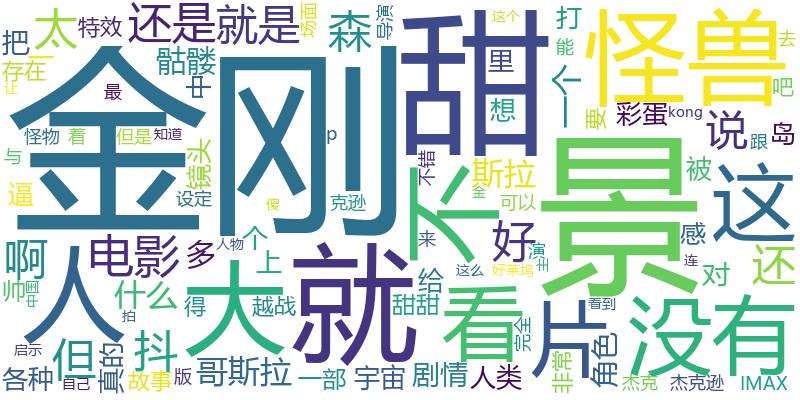 金刚
甜
怪兽
景
就
不
大
人
这
没有
看
片
还是
就是
森
太
特效
场面
导演
这个
打
去
把
一
存在
骷髅
中
里
能
一个
想
要
彩蛋
kong
吧
说
跟
岛
让
最
与
怪物
着
但是
知道
镜头
p
不错
斯拉
被
逼
设定
傻
克逊
金
可以
啊
电影
多
个
人物
来
好
演
主
感
连
还
帅
中国
什么
上
得
越战
给
甜甜
这么
好莱坞
完全
对
拍
看到
启示
但
真的
抖
哥斯拉
一部
宇宙
剧情
人类
非常
角色
各种
自己
故事
版
杰克
杰克逊
IMAX